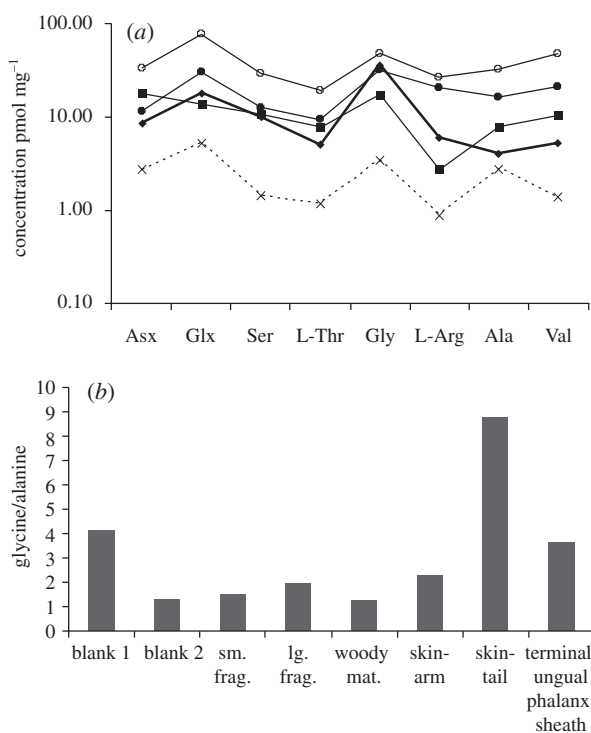 (a)
concentration pmol mg⁻¹
100.00
10.00
1.00
0.10
Asx Glx Ser L-Thr Gly L-Arg Ala Val
(b)
glycine/alanine
10
9
8
7
6
5
4
3
2
1
0
blank 1 blank 2 sm. lg. woody skin- skin- terminal
frag. frag. mat. arm tail ungual
phalanx
sheath